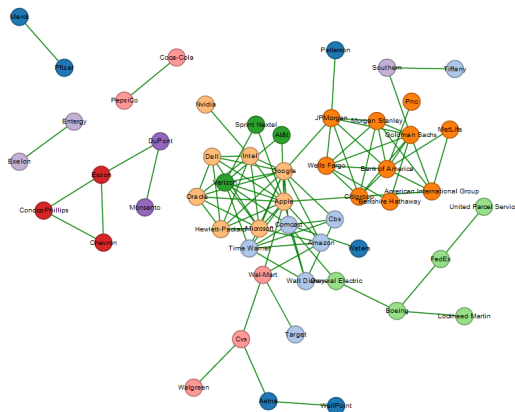 Merck
Pfizer
Coca-Cola
PepsiCo
Patterson
Southern
Tiffany
Nvidia
Pnc
Entergy
Sprint Nextel
JPMorgan
Morgan Stanley
At&t
Goldman Sachs
MetLife
DuPont
Dell
Intel
Exelon
Exxon
Google
Wells Fargo
Bank of America
Verizon
Oracle
Apple
Citigroup
American International Group
Berkshire Hathaway
Monsanto
ConocoPhillips
United Parcel Servic
Cbs
Comcast
Hewlett-Packard
Microsoft
Chevron
Time Warner
Amazon
Waters
FedEx
Wal-Mart
Walt Disney
General Electric
Boeing
Lockheed Martin
Target
Cvs
Walgreen
Aetna
WellPoint